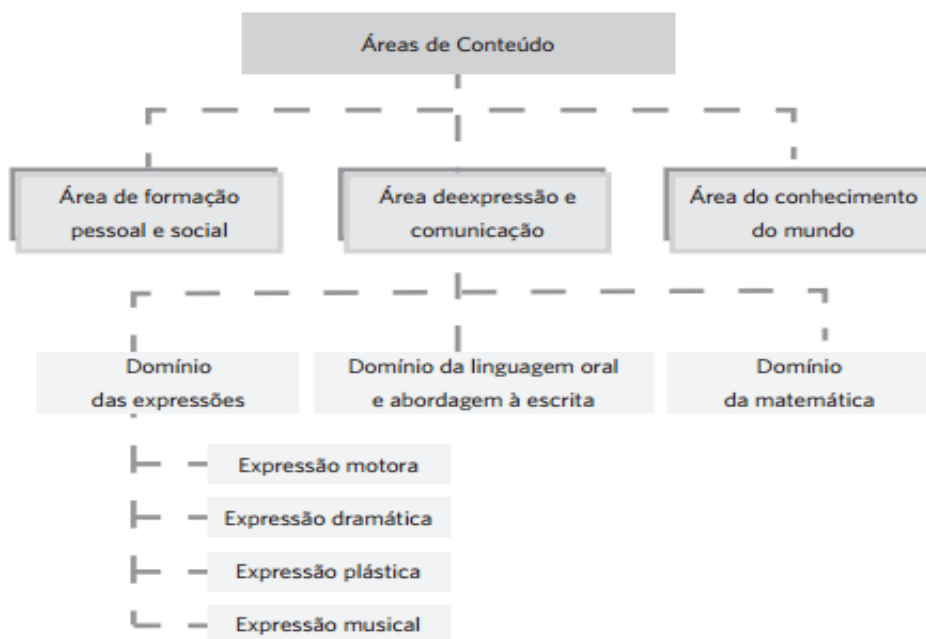 Áreas de Conteúdo
Área de formação
pessoal e social
Área deexpressão e
comunicação
Área do conhecimento
do mundo
Domínio
das expressões
Domínio da linguagem oral
e abordagem à escrita
Domínio
da matemática
Expressão motora
Expressão dramática
Expressão plástica
Expressão musical